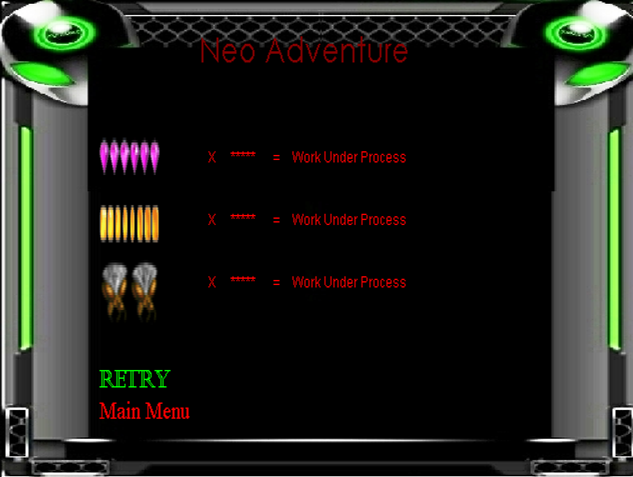 Neo Adventure
X ***** = Work Under Process
X ***** = Work Under Process
X ***** = Work Under Process
RETRY
Main Menu